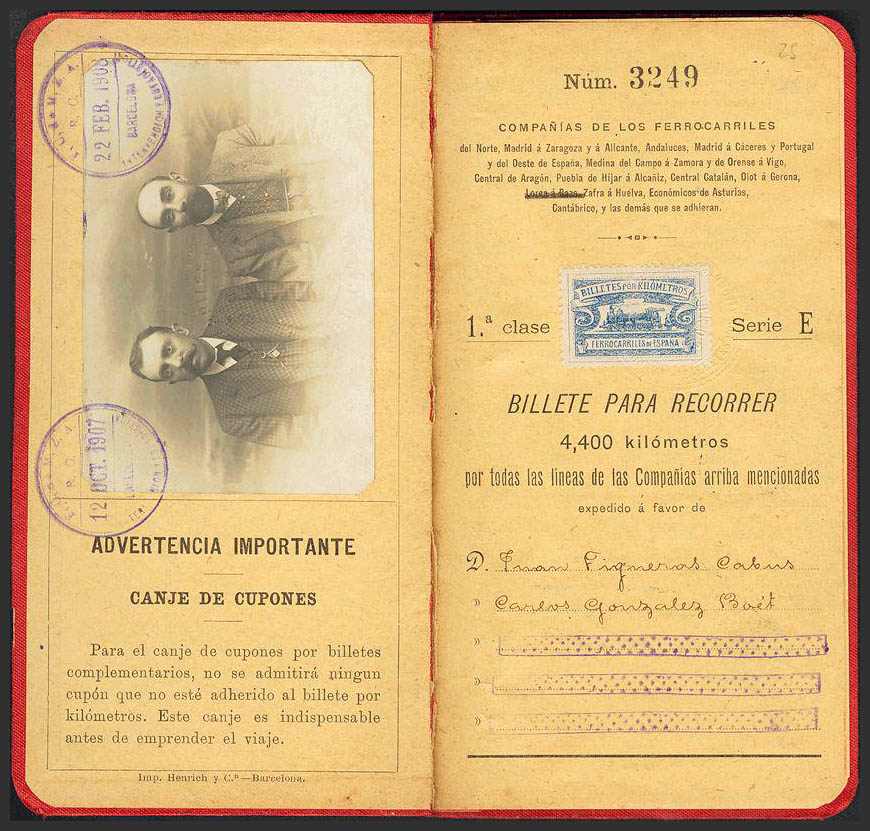 22 FEB. 1908
BARCELONA
12 OCT. 1907
ADVERTENCIA IMPORTANTE
CANJE DE CUPONES
Para el canje de cupones por billetes
complementarios, no se admitirá ningun
cupón que no esté adherido al billete por
kilómetros. Este canje es indispensable
antes de emprender el viaje.
Imp. Henrich y C.ª—Barcelona.
25
Núm. 3249
COMPAÑÍAS DE LOS FERROCARRILES
del Norte, Madrid á Zaragoza y á Alicante, Andaluces, Madrid á Cáceres y Portugal
y del Oeste de España, Medina del Campo á Zamora y de Orense á Vigo,
Central de Aragón, Puebla de Hijar á Alcañiz, Central Catalán, Olot á Gerona,
Lorca á Baza, Zafra á Huelva, Económicos de Asturias,
Cantábrico, y las demás que se adhieran.
1.ª clase
BILLETES POR KILÓMETROS
FERROCARRILES DE ESPAÑA
Serie E
BILLETE PARA RECORRER
4,400 kilómetros
por todas las lineas de las Compañías arriba mencionadas
expedido á favor de
D. Juan Figueras Cabus
» Carlos Gonzalez Boét
»
»
»